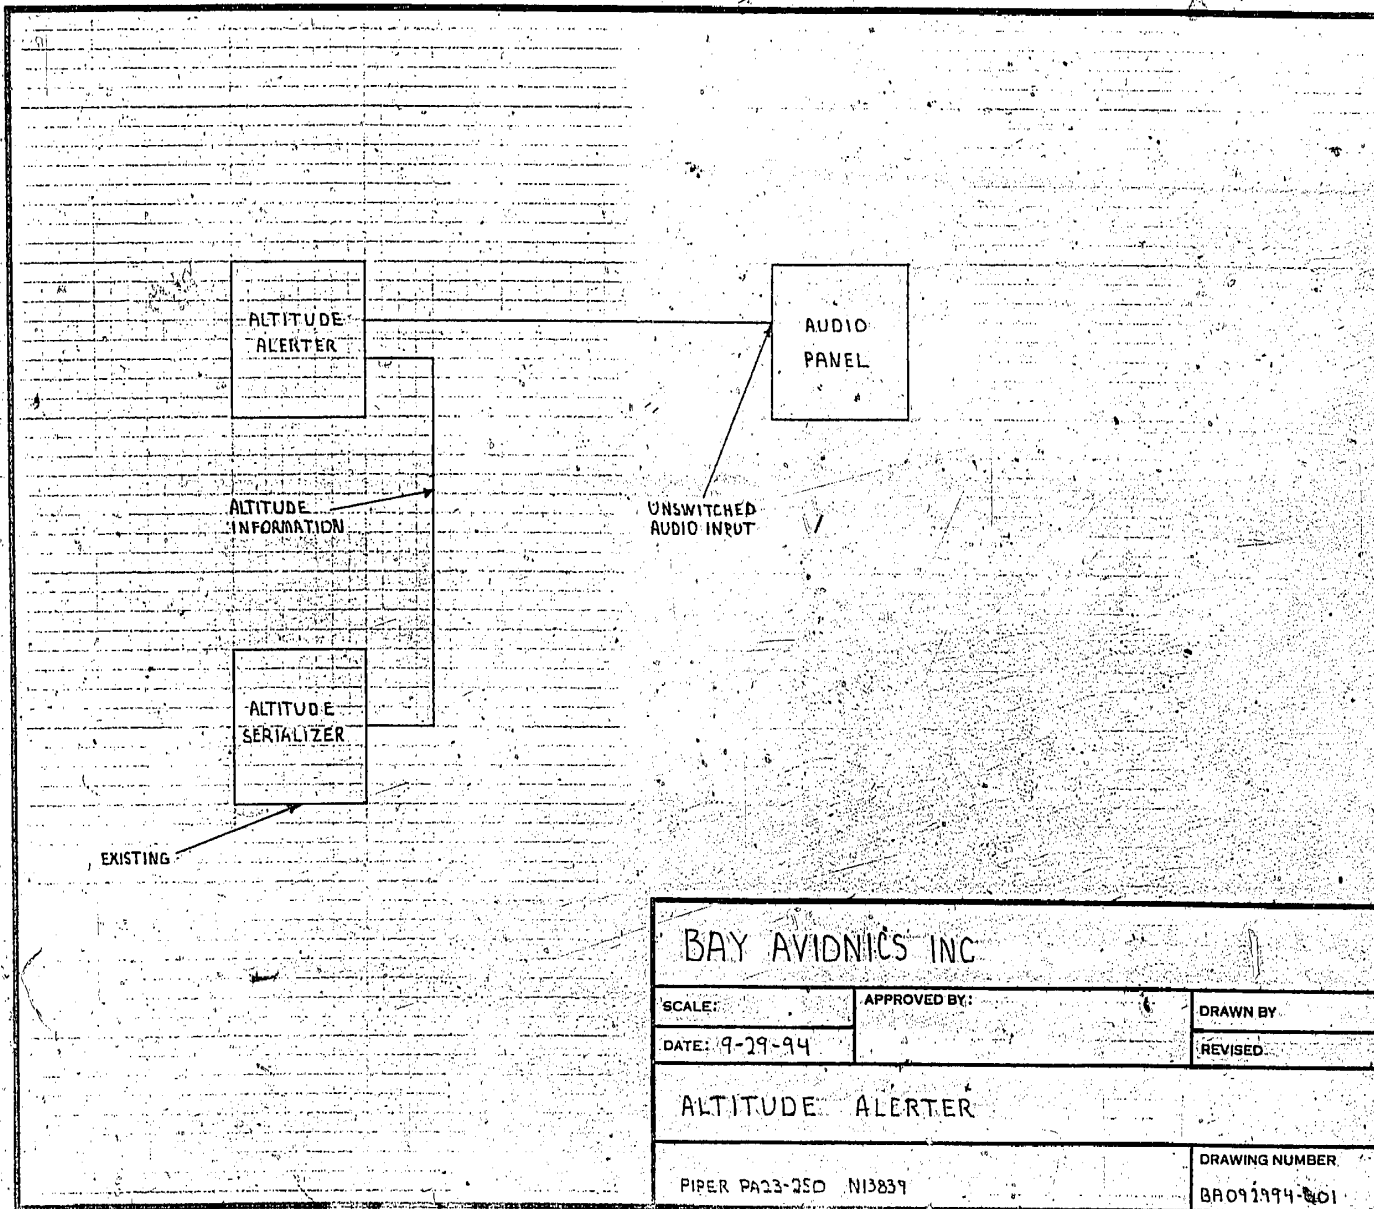 ALTITUDE
ALERTER
AUDIO
PANEL
ALTITUDE
INFORMATION
UNSWITCHED
AUDIO INPUT
ALTITUDE
SERIALIZER
EXISTING
BAY AVIONICS INC
SCALE:
APPROVED BY:
DRAWN BY
DATE: 9-29-94
REVISED
ALTITUDE ALERTER
PIPER PA23-250 N13839
DRAWING NUMBER